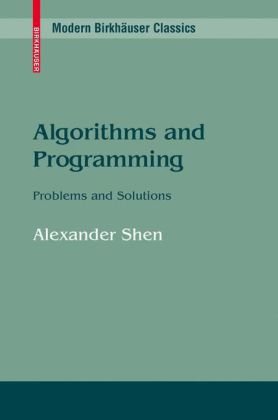 BIRKHÄUSER
Modern Birkhäuser Classics
Algorithms and
Programming
Problems and Solutions
Alexander Shen